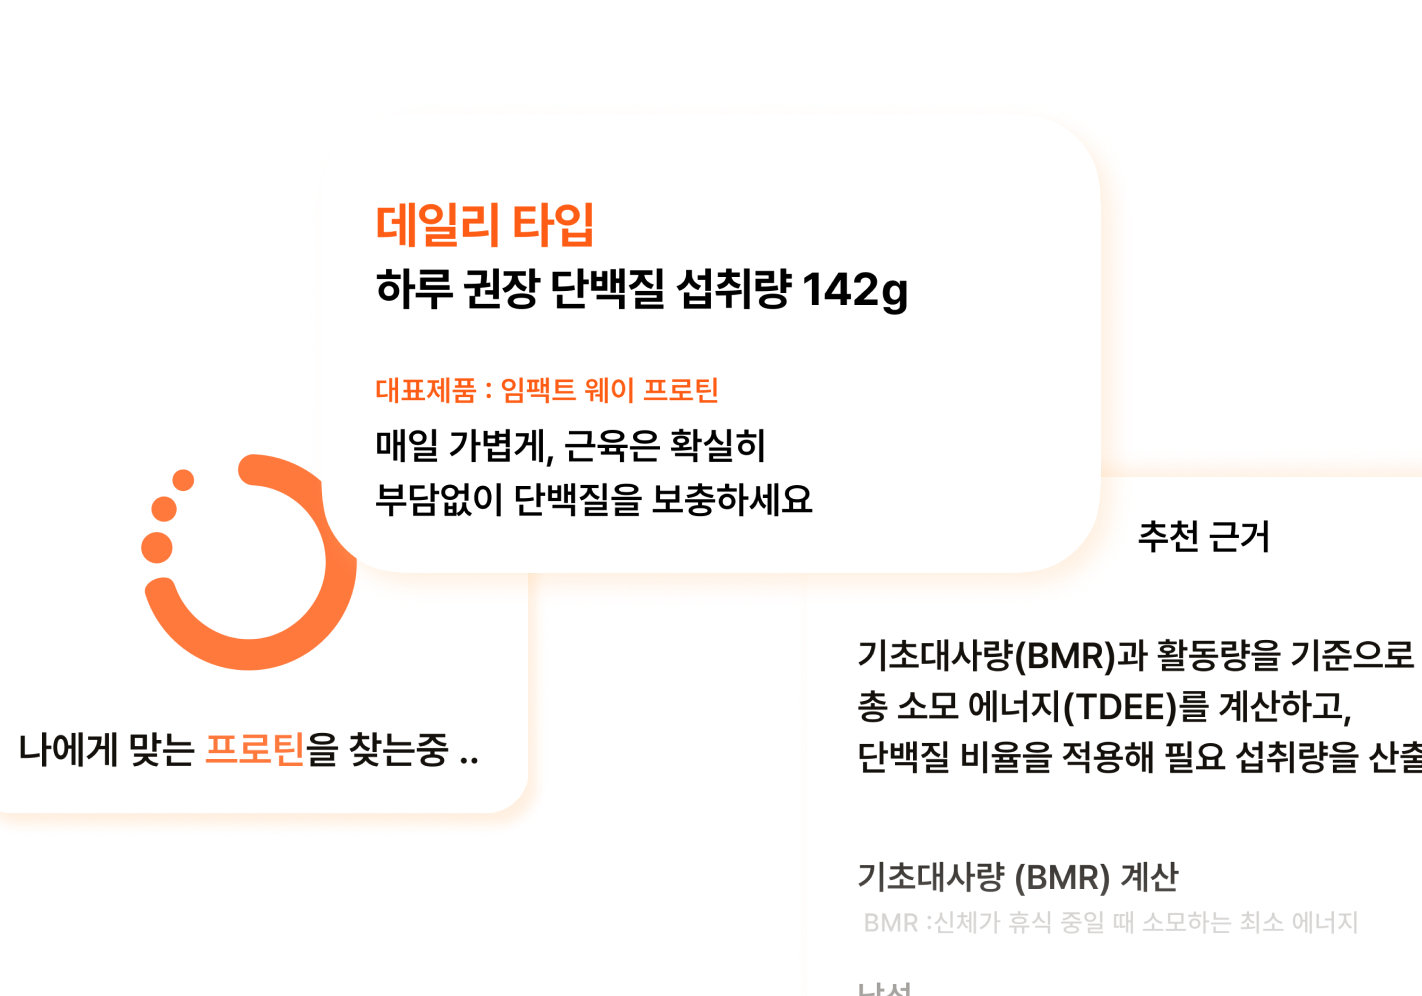 데일리 타입
하루 권장 단백질 섭취량 142g
대표제품 : 임팩트 웨이 프로틴
매일 가볍게, 근육은 확실히
부담없이 단백질을 보충하세요
나에게 맞는 프로틴을 찾는중 ..
추천 근거
기초대사량(BMR)과 활동량을 기준으로
총 소모 에너지(TDEE)를 계산하고,
단백질 비율을 적용해 필요 섭취량을 산출
기초대사량 (BMR) 계산
BMR :신체가 휴식 중일 때 소모하는 최소 에너지